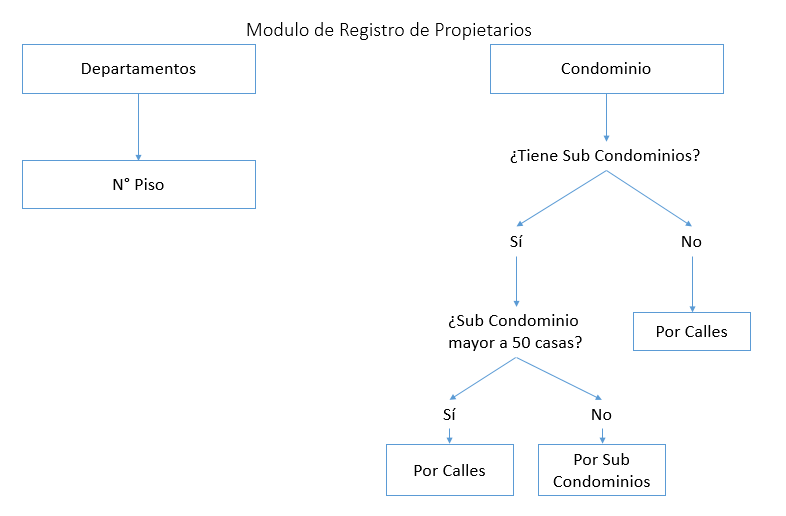 Modulo de Registro de Propietarios
Departamentos
Condominio
¿Tiene Sub Condominios?
N° Piso
Sí
No
¿Sub Condominio
mayor a 50 casas?
Por Calles
Sí
No
Por Calles
Por Sub
Condominios